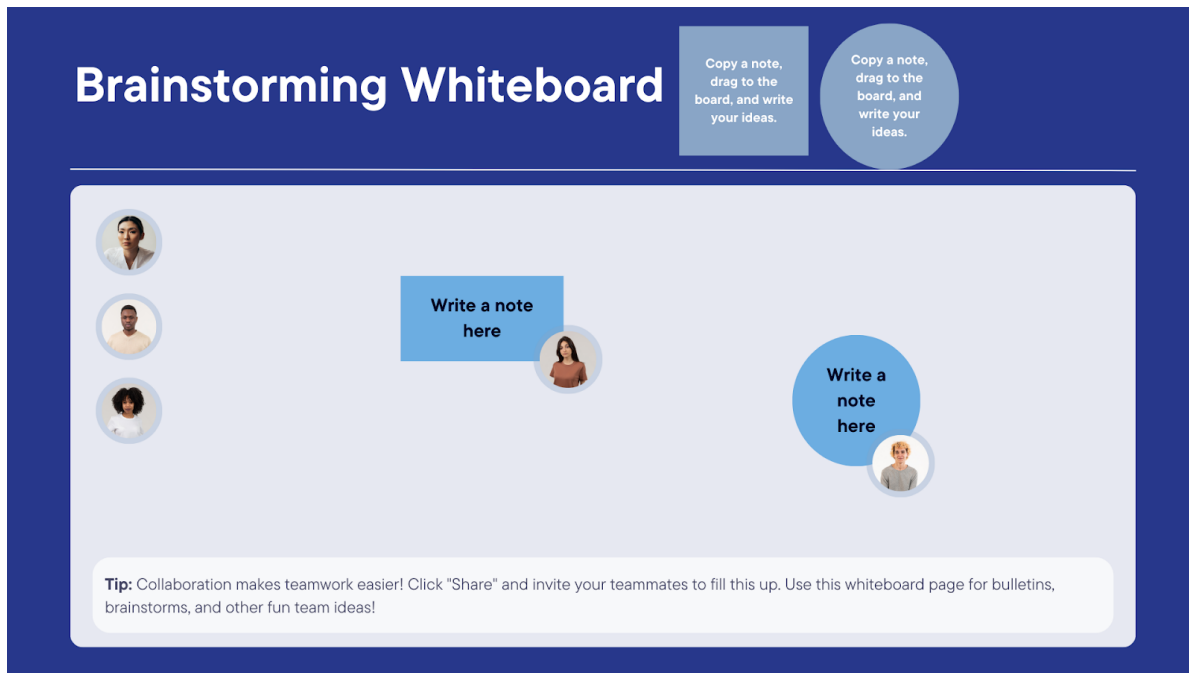 Brainstorming Whiteboard
Copy a note,
drag to the
board, and write
your ideas.
Copy a note,
drag to the
board, and
write your
ideas.
Write a note
here
Write a
note
here
Tip: Collaboration makes teamwork easier! Click "Share" and invite your teammates to fill this up. Use this whiteboard page for bulletins,
brainstorms, and other fun team ideas!